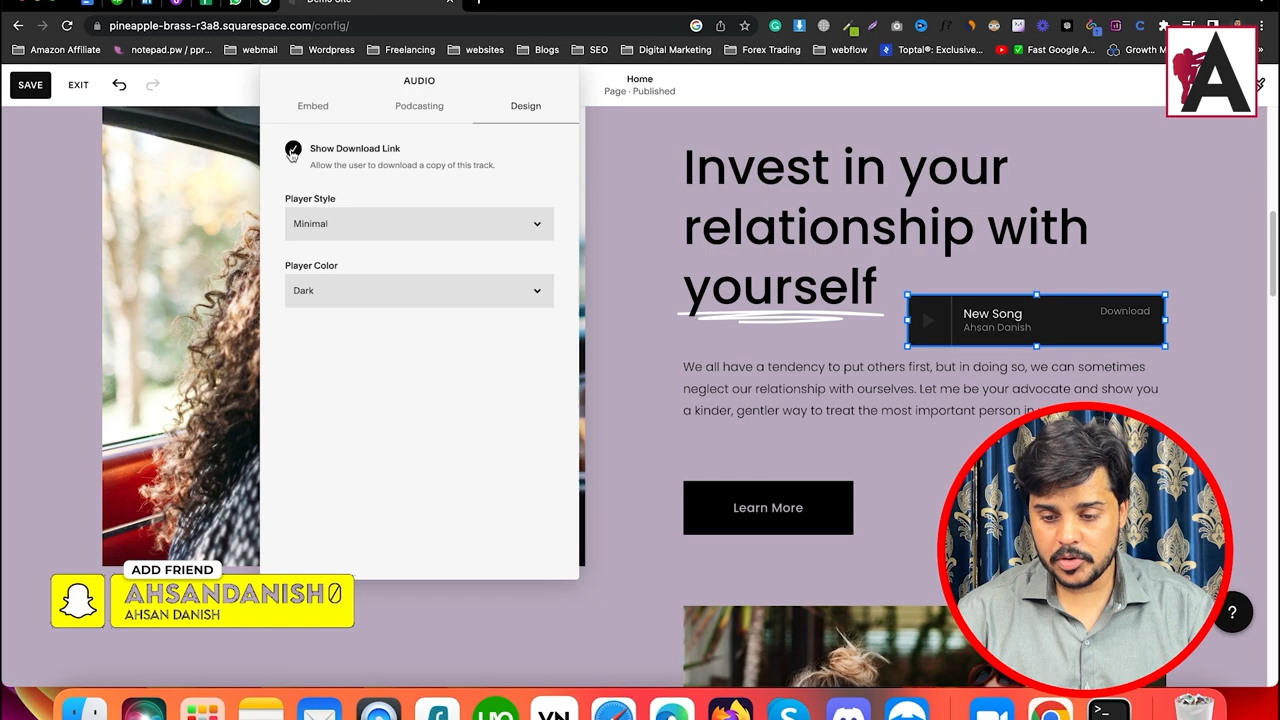 Demo Site
pineapple-brass-r3a8.squarespace.com/config/
Amazon Affiliate
notepad.pw / ppr...
webmail
Wordpress
Freelancing
websites
Blogs
SEO
Digital Marketing
Forex Trading
webflow
Toptal®: Exclusive...
Fast Google A...
Growth M
A
SAVE
EXIT
AUDIO
Home
Page · Published
Embed
Podcasting
Design
Show Download Link
Allow the user to download a copy of this track.
Player Style
Minimal
Player Color
Dark
Invest in your
relationship with
yourself
New Song
Ahsan Danish
Download
We all have a tendency to put others first, but in doing so, we can sometimes
neglect our relationship with ourselves. Let me be your advocate and show you
a kinder, gentler way to treat the most important person in
Learn More
ADD FRIEND
AHSANDANISH0
AHSAN DANISH
?
VN